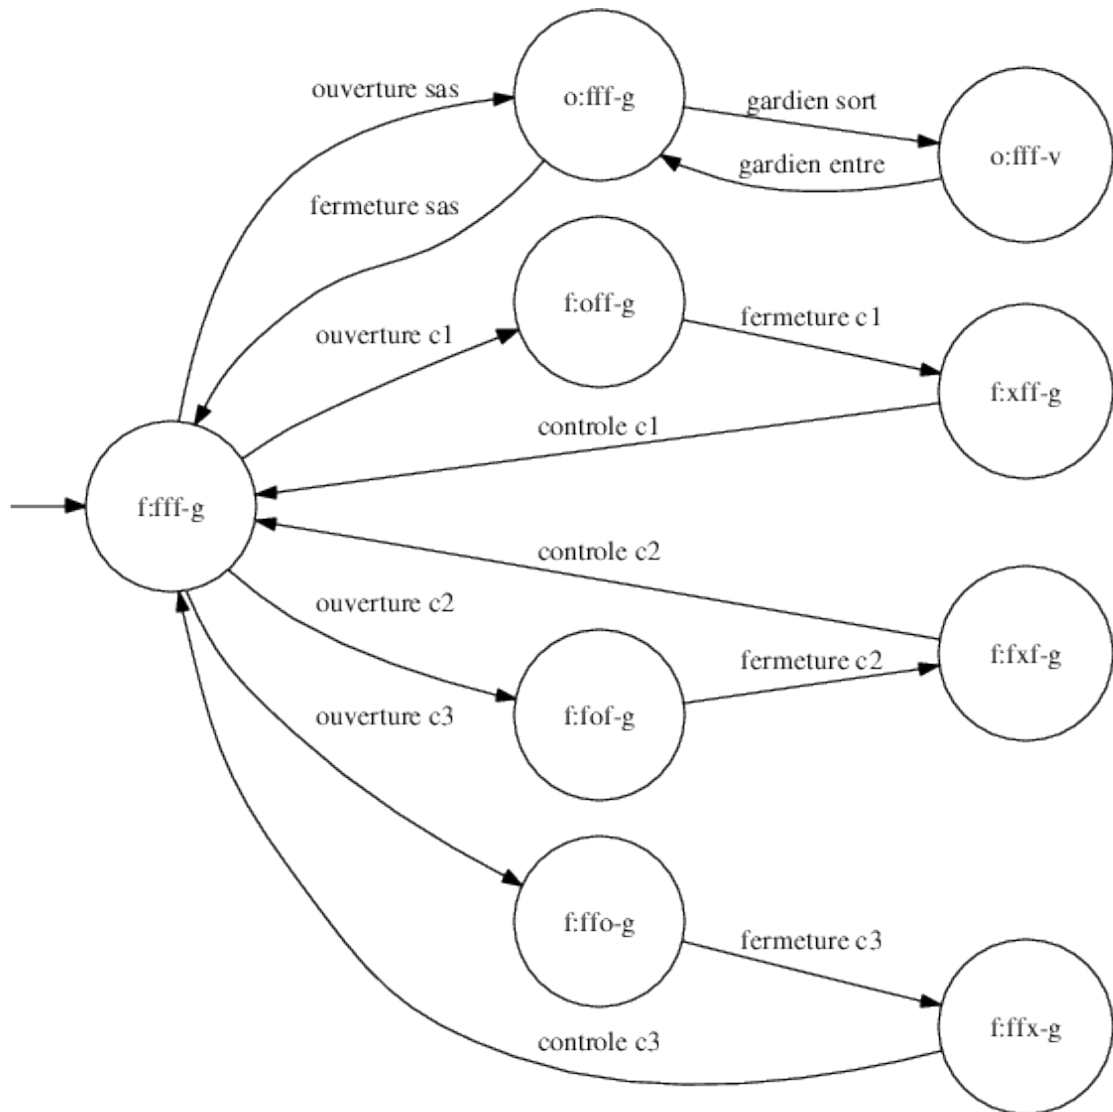 ouverture sas
o:fff-g
gardien sort
o:fff-v
gardien entre
fermeture sas
f:off-g
fermeture c1
ouverture c1
f:xff-g
controle c1
f:fff-g
controle c2
ouverture c2
f:fxf-g
fermeture c2
f:fof-g
ouverture c3
f:ffo-g
fermeture c3
f:ffx-g
controle c3